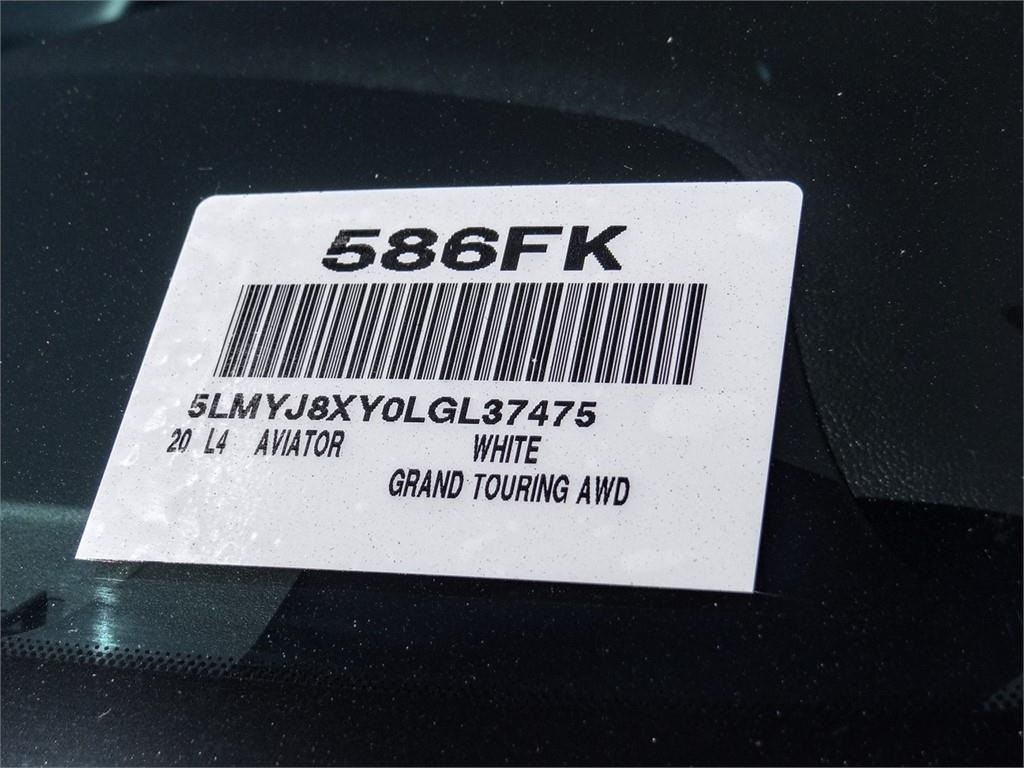 586FK
5LMYJ8XY0LGL37475
20 L4 AVIATOR WHITE
GRAND TOURING AWD